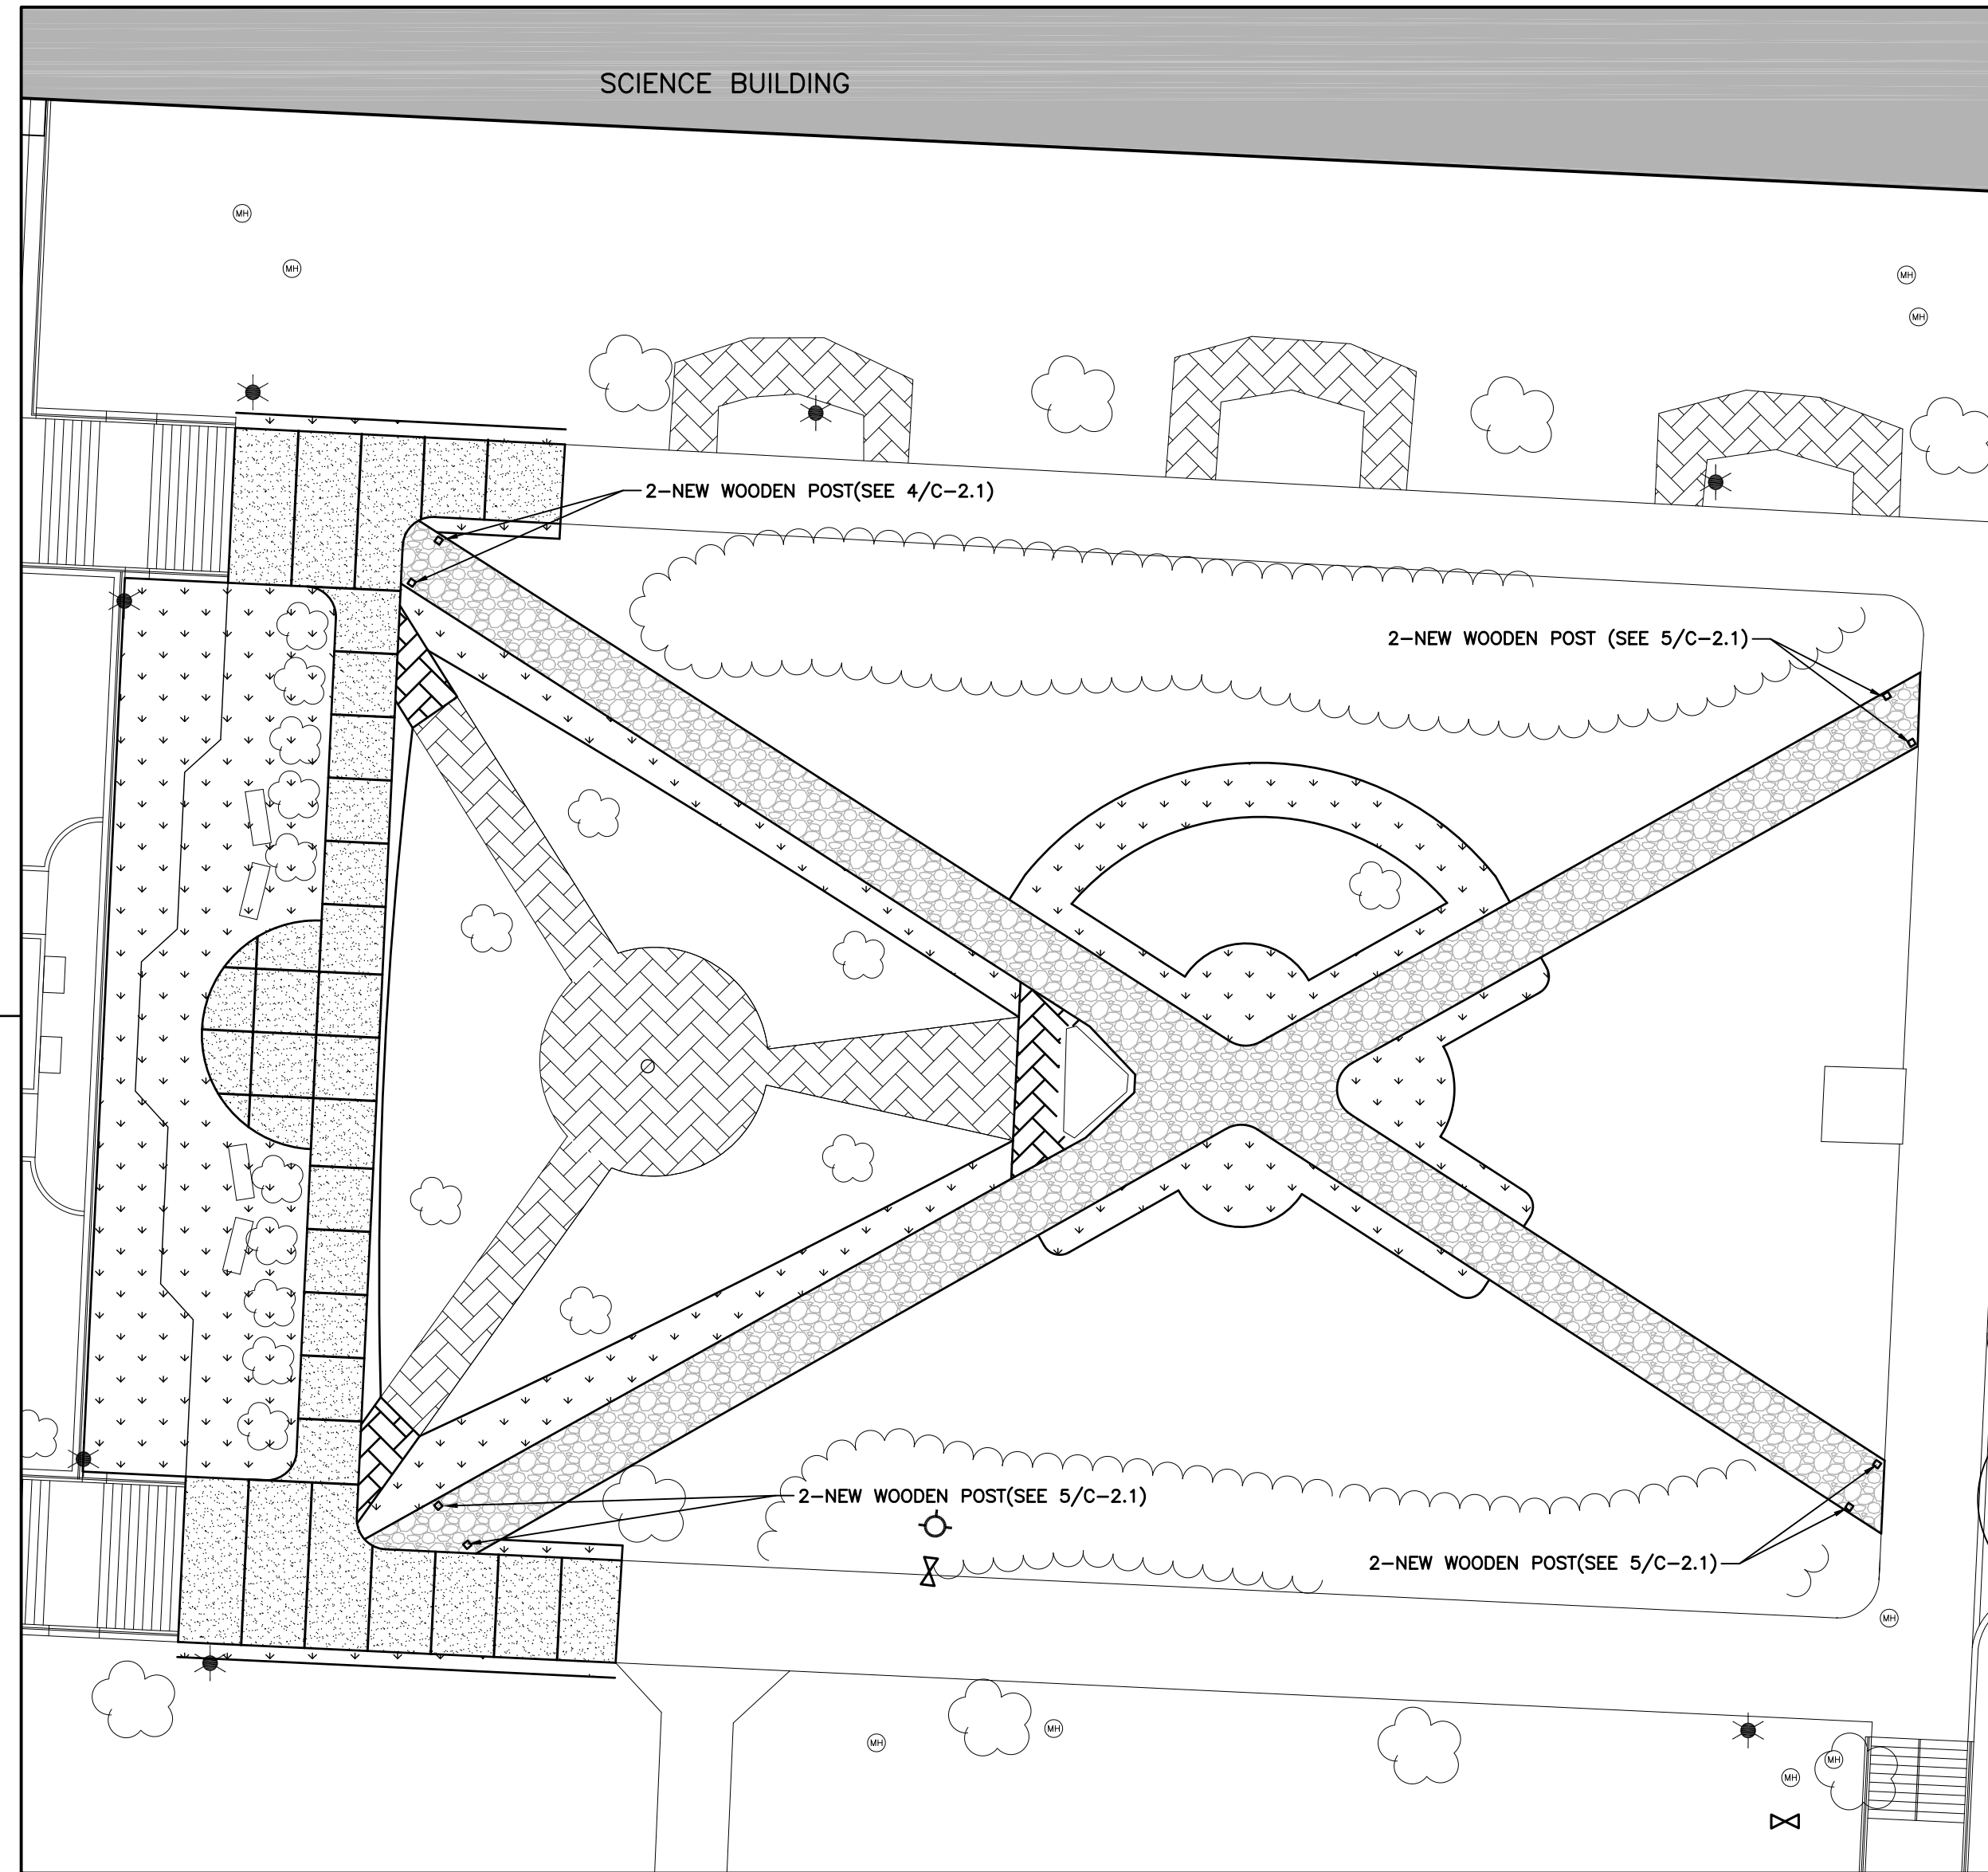 SCIENCE BUILDING
MH
MH
MH
MH
2-NEW WOODEN POST(SEE 4/C-2.1)
2-NEW WOODEN POST (SEE 5/C-2.1)
2-NEW WOODEN POST(SEE 5/C-2.1)
2-NEW WOODEN POST(SEE 5/C-2.1)
MH
MH
MH
MH
MH